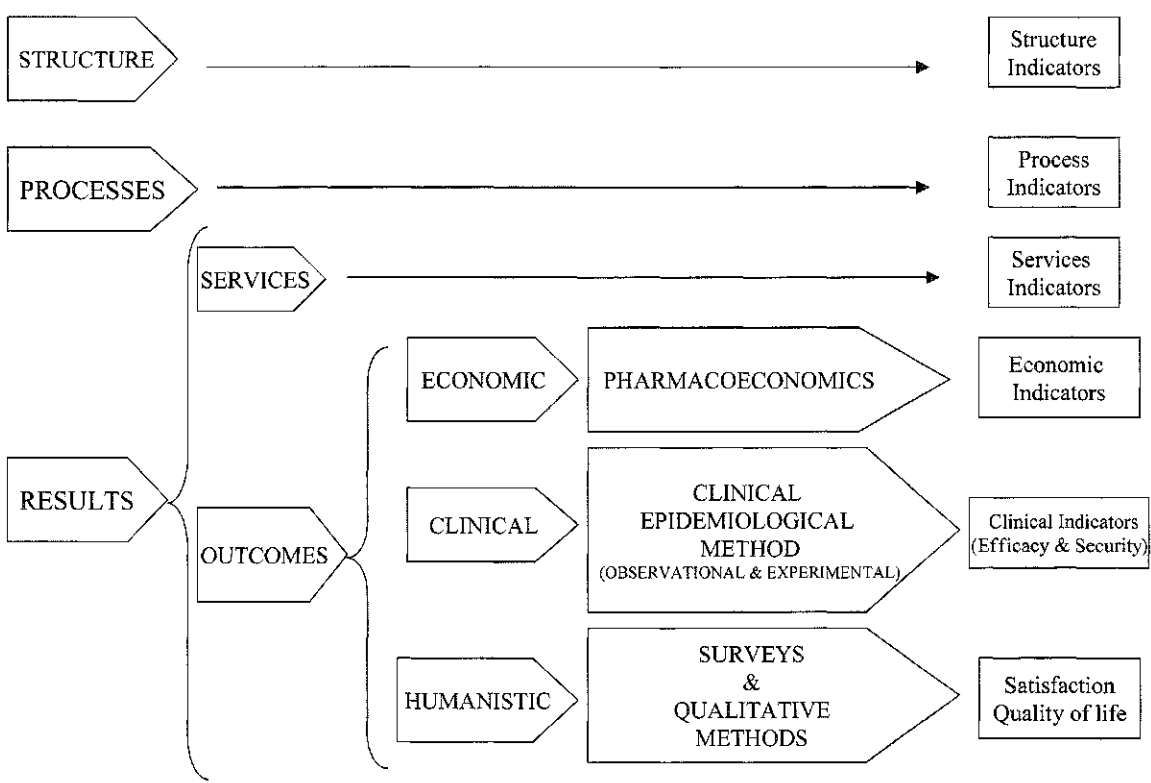 STRUCTURE
Structure
Indicators
PROCESSES
Process
Indicators
SERVICES
Services
Indicators
RESULTS
OUTCOMES
ECONOMIC
PHARMACOECONOMICS
Economic
Indicators
CLINICAL
CLINICAL
EPIDEMIOLOGICAL
METHOD
(OBSERVATIONAL & EXPERIMENTAL)
Clinical Indicators
(Efficacy & Security)
HUMANISTIC
SURVEYS
&
QUALITATIVE
METHODS
Satisfaction
Quality of life